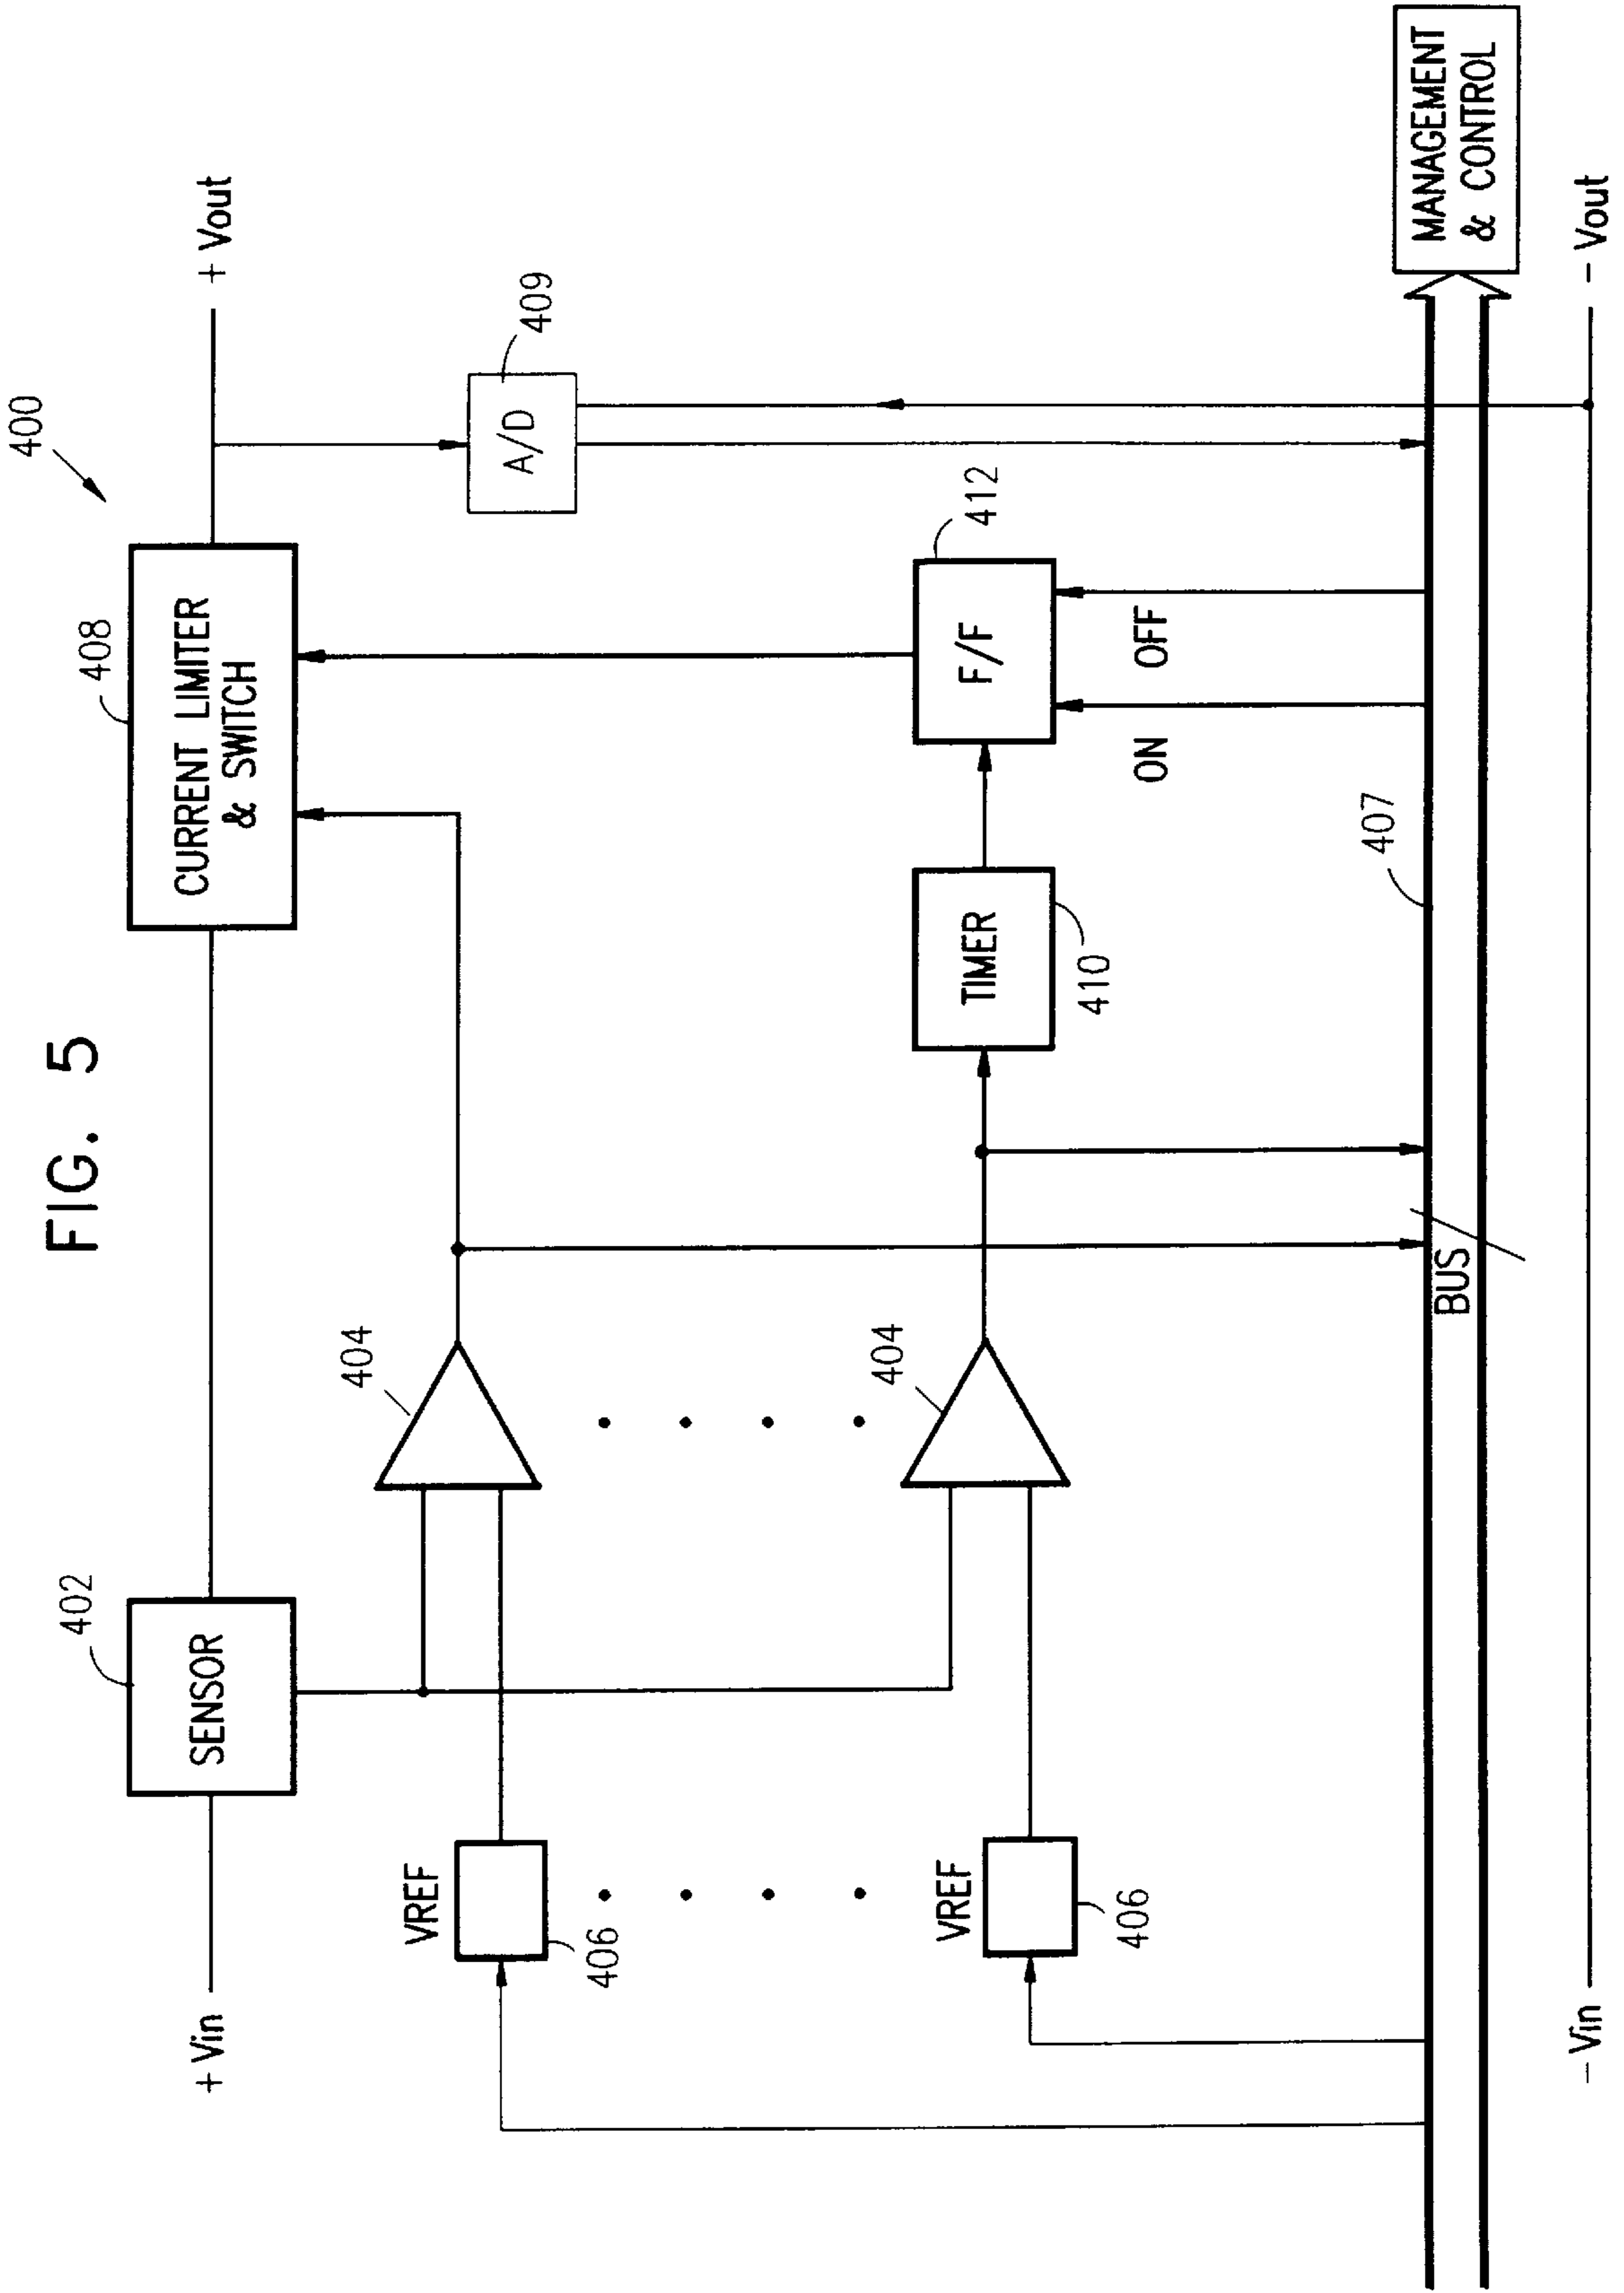 FIG. 5
400
402
408
+ Vin
SENSOR
CURRENT LIMITER
& SWITCH
+ Vout
404
409
A/D
VREF
406
404
412
TIMER
F/F
VREF
406
410
ON
OFF
407
BUS
MANAGEMENT
& CONTROL
− Vin
− Vout